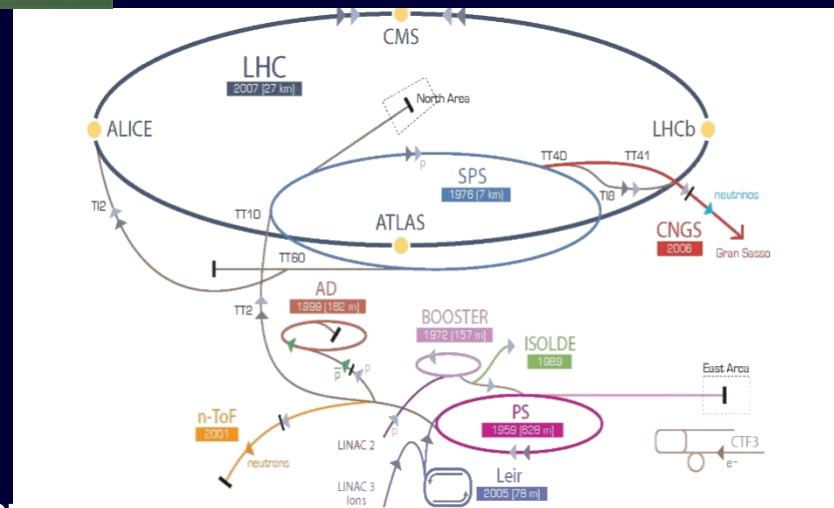 CMS
LHC
2007 (27 km)
North Area
ALICE
LHCb
TT40
TT41
p
SPS
1976 (7 km)
TI8
neutrinos
TI2
TT10
ATLAS
CNGS
2006
Gran Sasso
TT60
AD
1999 (182 m)
TT2
BOOSTER
1972 (157 m)
ISOLDE
1989
p
p̅
East Area
n-ToF
2001
PS
1959 (628 m)
p
LINAC 2
CTF3
neutrons
e-
Leir
LINAC 3
Ions
2005 (78 m)